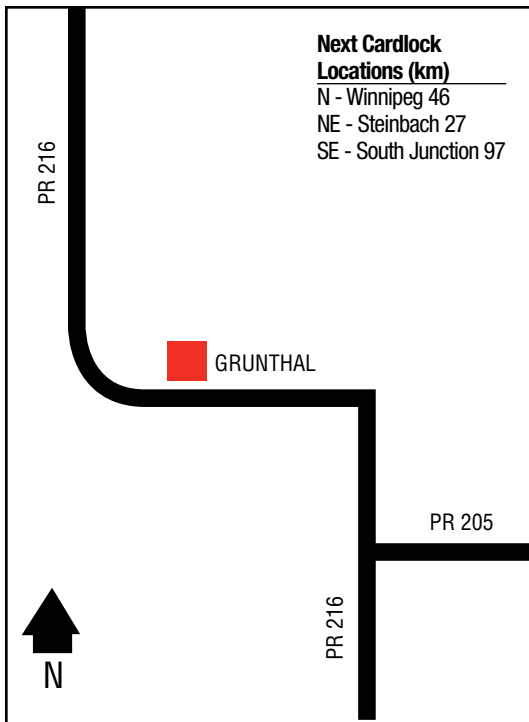 Next Cardlock
Locations (km)
N - Winnipeg 46
NE - Steinbach 27
SE - South Junction 97
PR 216
GRUNTHAL
PR 205
PR 216
N